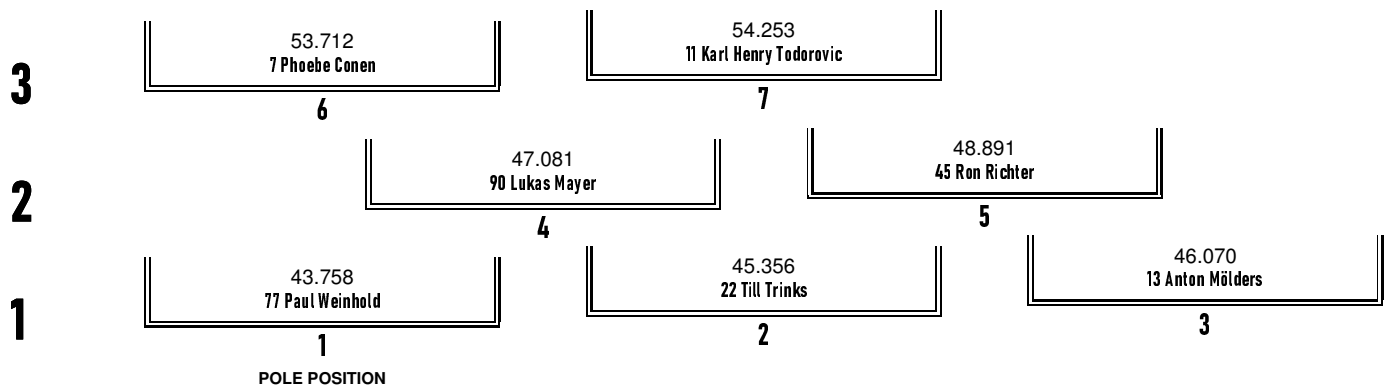 3
53.712
7 Phoebe Conen
6
54.253
11 Karl Henry Todorovic
7
2
47.081
90 Lukas Mayer
4
48.891
45 Ron Richter
5
1
43.758
77 Paul Weinhold
1
POLE POSITION
45.356
22 Till Trinks
2
46.070
13 Anton Mölders
3